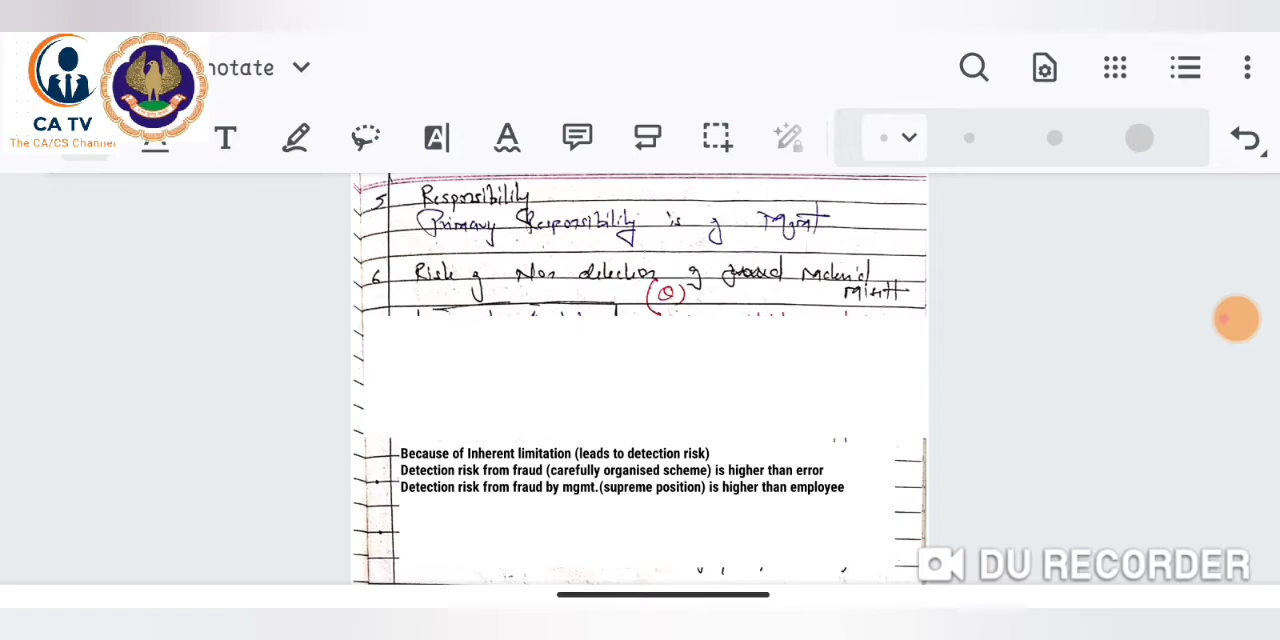 notate
CA TV
The CA/CS Channel
T
A
A
5 Responsibility
Primary Responsibility is of Mgmt
6 Risk of Non detection of material
Misstt
Because of Inherent limitation (leads to detection risk)
Detection risk from fraud (carefully organised scheme) is higher than error
Detection risk from fraud by mgmt.(supreme position) is higher than employee
DU RECORDER